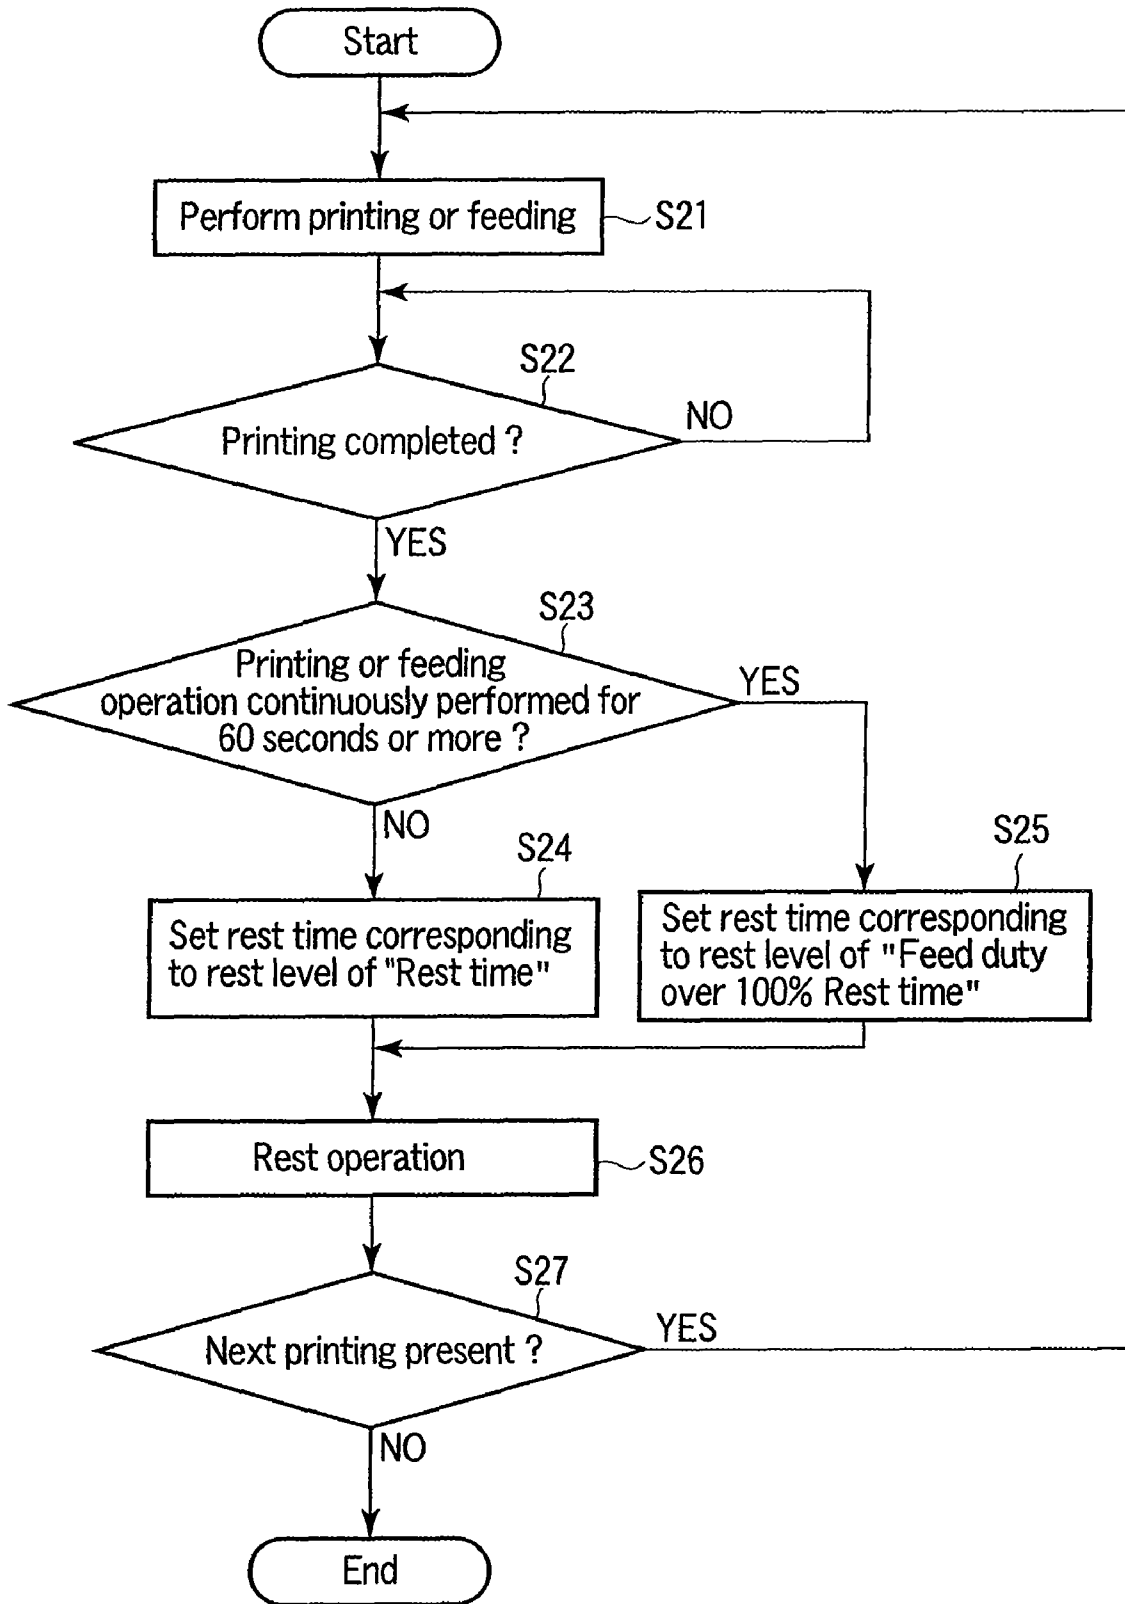 Start
Perform printing or feeding
S21
S22
Printing completed ?
NO
YES
S23
Printing or feeding
operation continuously performed for
60 seconds or more ?
YES
NO
S24
Set rest time corresponding
to rest level of "Rest time"
S25
Set rest time corresponding
to rest level of "Feed duty
over 100% Rest time"
Rest operation
S26
S27
Next printing present ?
YES
NO
End